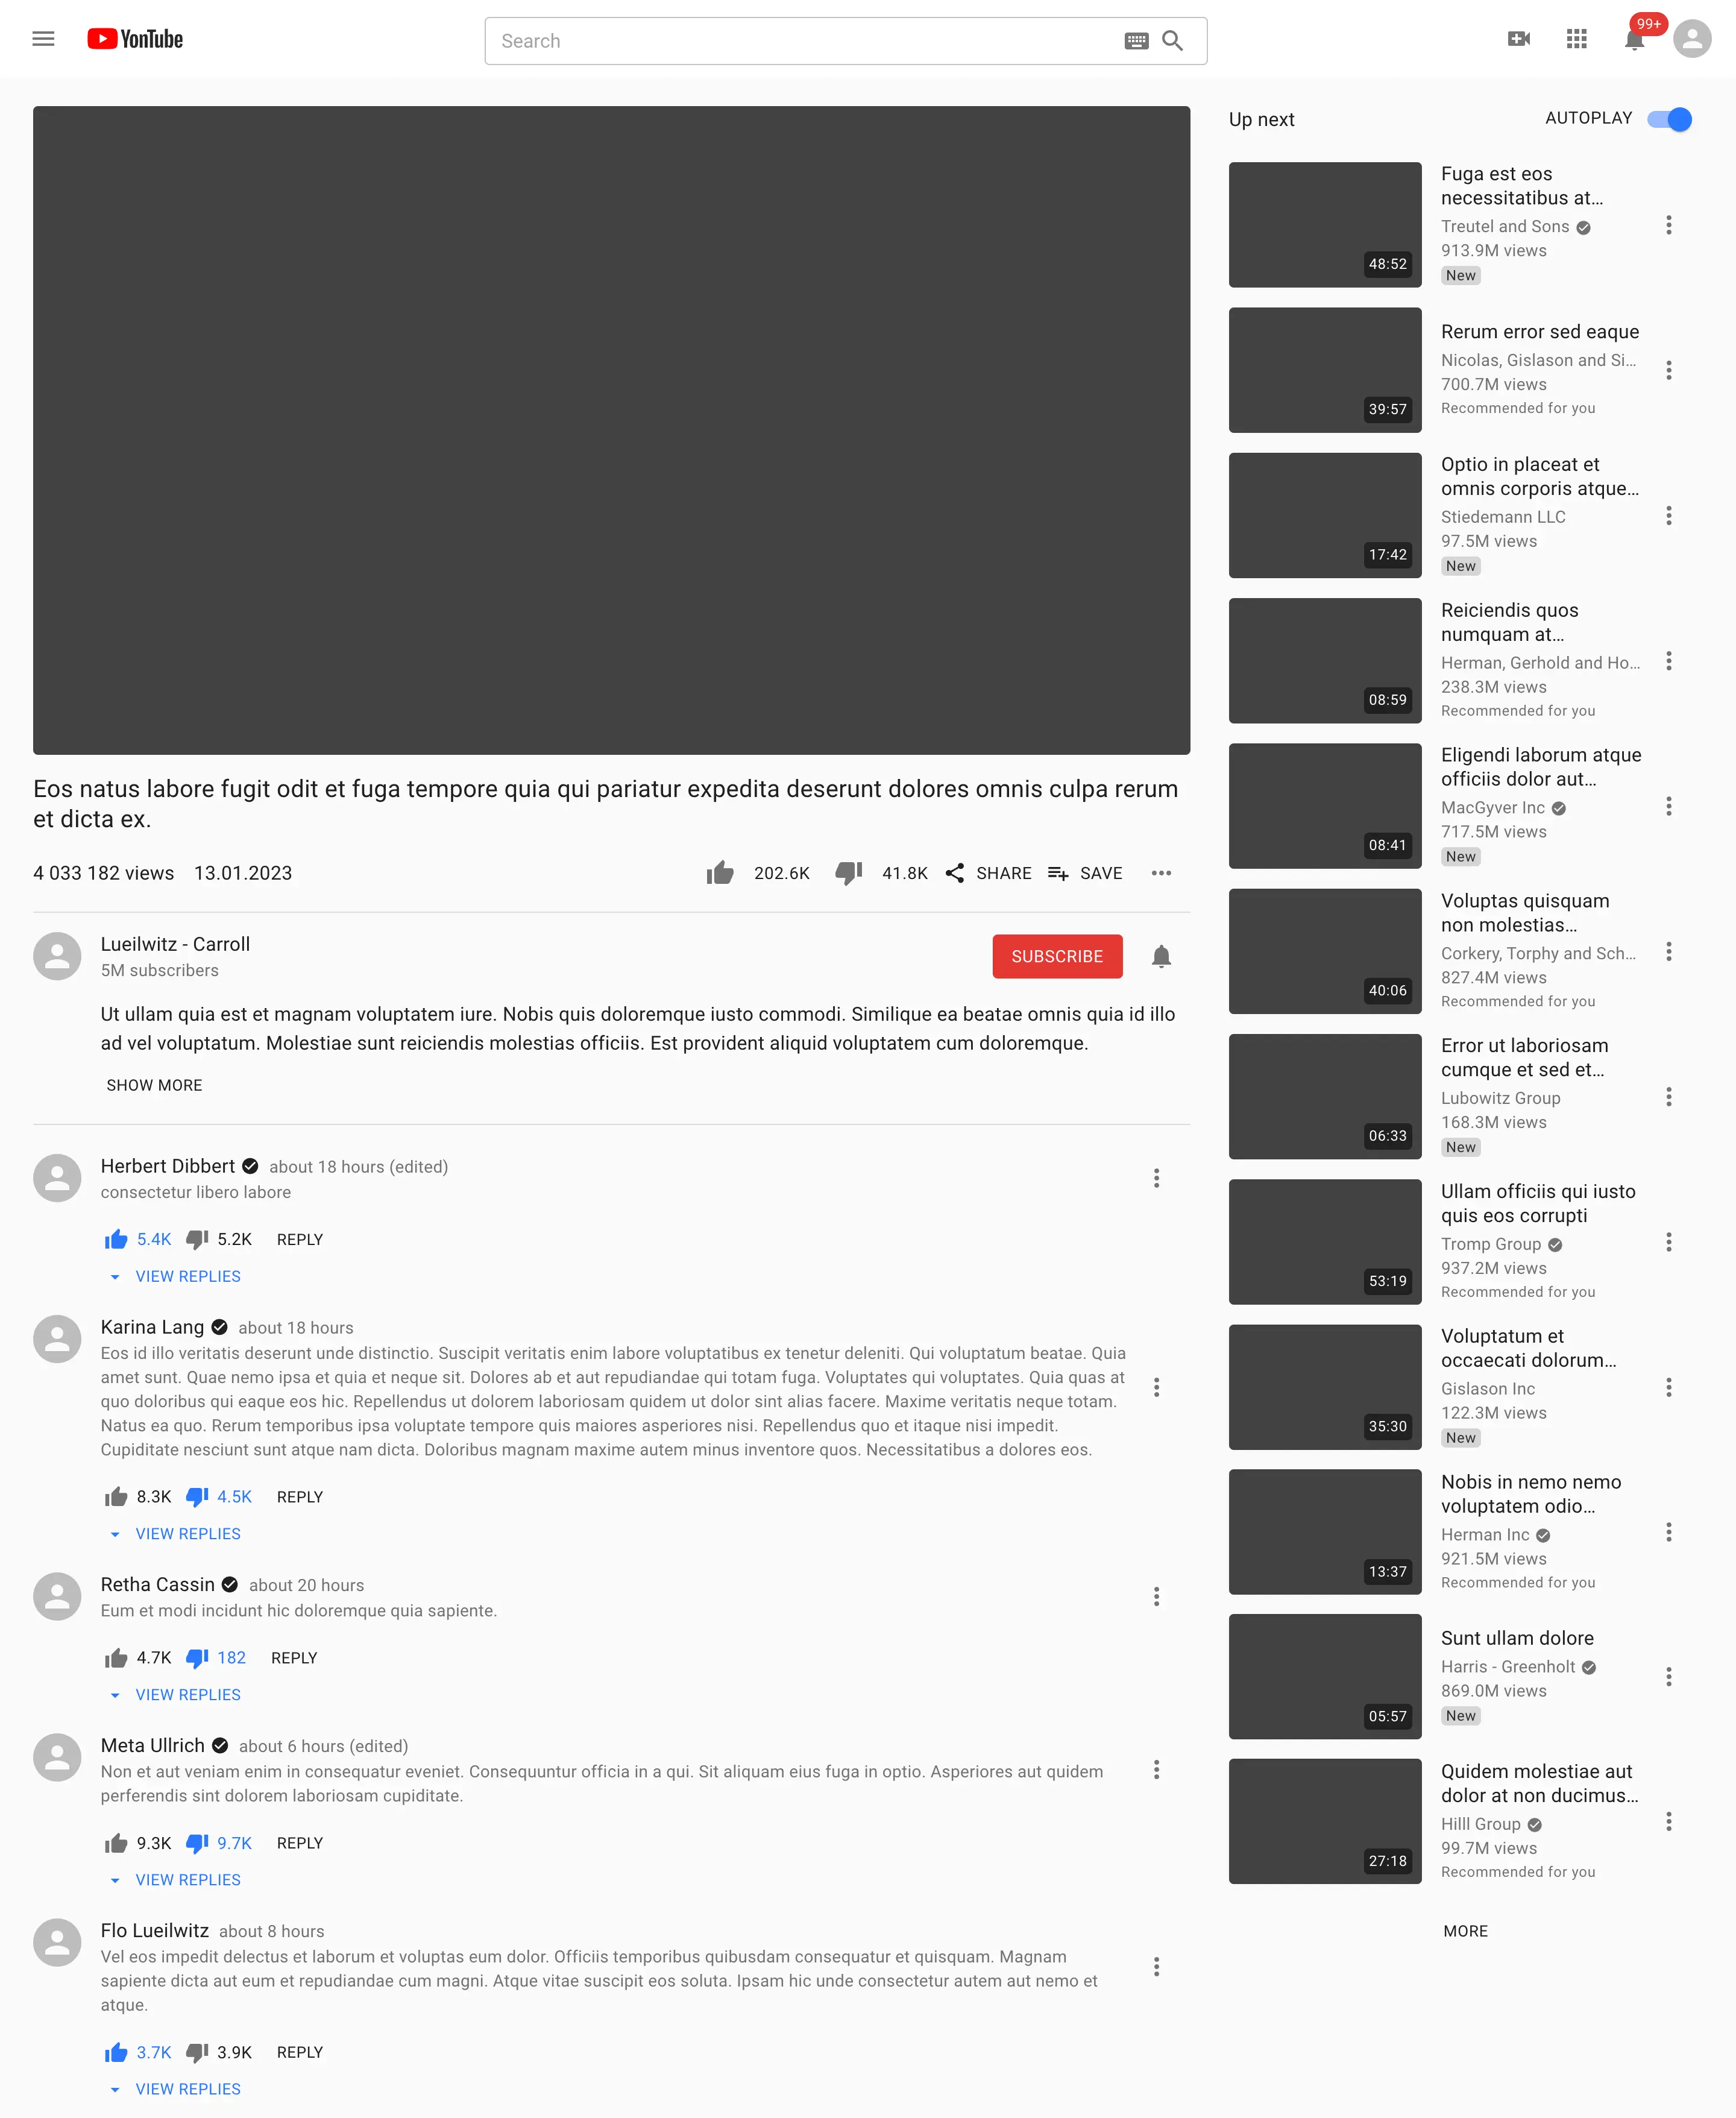 YonTube
Search
99+
Eos natus labore fugit odit et fuga tempore quia qui pariatur expedita deserunt dolores omnis culpa rerum
et dicta ex.
4 033 182 views 13.01.2023
202.6K 41.8K SHARE SAVE
Lueilwitz - Carroll
5M subscribers
SUBSCRIBE
Ut ullam quia est et magnam voluptatem iure. Nobis quis doloremque iusto commodi. Similique ea beatae omnis quia id illo
ad vel voluptatum. Molestiae sunt reiciendis molestias officiis. Est provident aliquid voluptatem cum doloremque.
SHOW MORE
Herbert Dibbert about 18 hours (edited)
consectetur libero labore
5.4K 5.2K REPLY
VIEW REPLIES
Karina Lang about 18 hours
Eos id illo veritatis deserunt unde distinctio. Suscipit veritatis enim labore voluptatibus ex tenetur deleniti. Qui voluptatum beatae. Quia
amet sunt. Quae nemo ipsa et quia et neque sit. Dolores ab et aut repudiandae qui totam fuga. Voluptates qui voluptates. Quia quas at
quo doloribus qui eaque eos hic. Repellendus ut dolorem laboriosam quidem ut dolor sint alias facere. Maxime veritatis neque totam.
Natus ea quo. Rerum temporibus ipsa voluptate tempore quis maiores asperiores nisi. Repellendus quo et itaque nisi impedit.
Cupiditate nesciunt sunt atque nam dicta. Doloribus magnam maxime autem minus inventore quos. Necessitatibus a dolores eos.
8.3K 4.5K REPLY
VIEW REPLIES
Retha Cassin about 20 hours
Eum et modi incidunt hic doloremque quia sapiente.
4.7K 182 REPLY
VIEW REPLIES
Meta Ullrich about 6 hours (edited)
Non et aut veniam enim in consequatur eveniet. Consequuntur officia in a qui. Sit aliquam eius fuga in optio. Asperiores aut quidem
perferendis sint dolorem laboriosam cupiditate.
9.3K 9.7K REPLY
VIEW REPLIES
Flo Lueilwitz about 8 hours
Vel eos impedit delectus et laborum et voluptas eum dolor. Officiis temporibus quibusdam consequatur et quisquam. Magnam
sapiente dicta aut eum et repudiandae cum magni. Atque vitae suscipit eos soluta. Ipsam hic unde consectetur autem aut nemo et
atque.
3.7K 3.9K REPLY
VIEW REPLIES
Up next AUTOPLAY
48:52
Fuga est eos
necessitatibus at…
Treutel and Sons
913.9M views
New
39:57
Rerum error sed eaque
Nicolas, Gislason and Si…
700.7M views
Recommended for you
17:42
Optio in placeat et
omnis corporis atque…
Stiedemann LLC
97.5M views
New
08:59
Reiciendis quos
numquam at…
Herman, Gerhold and Ho…
238.3M views
Recommended for you
08:41
Eligendi laborum atque
officiis dolor aut…
MacGyver Inc
717.5M views
New
40:06
Voluptas quisquam
non molestias…
Corkery, Torphy and Sch…
827.4M views
Recommended for you
06:33
Error ut laboriosam
cumque et sed et…
Lubowitz Group
168.3M views
New
53:19
Ullam officiis qui iusto
quis eos corrupti
Tromp Group
937.2M views
Recommended for you
35:30
Voluptatum et
occaecati dolorum…
Gislason Inc
122.3M views
New
13:37
Nobis in nemo nemo
voluptatem odio…
Herman Inc
921.5M views
Recommended for you
05:57
Sunt ullam dolore
Harris - Greenholt
869.0M views
New
27:18
Quidem molestiae aut
dolor at non ducimus…
Hilll Group
99.7M views
Recommended for you
MORE